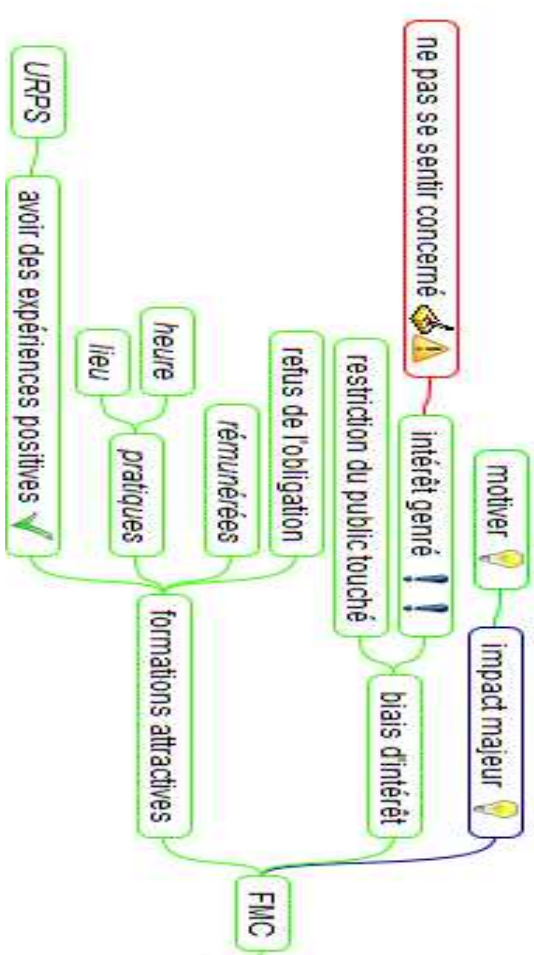 motiver
impact majeur
ne pas se sentir concerné
intérêt genré
restriction du public touché
biais d'intérêt
refus de l'obligation
rémunérées
heure
lieu
pratiques
formations attractives
URPS
avoir des expériences positives
FMC